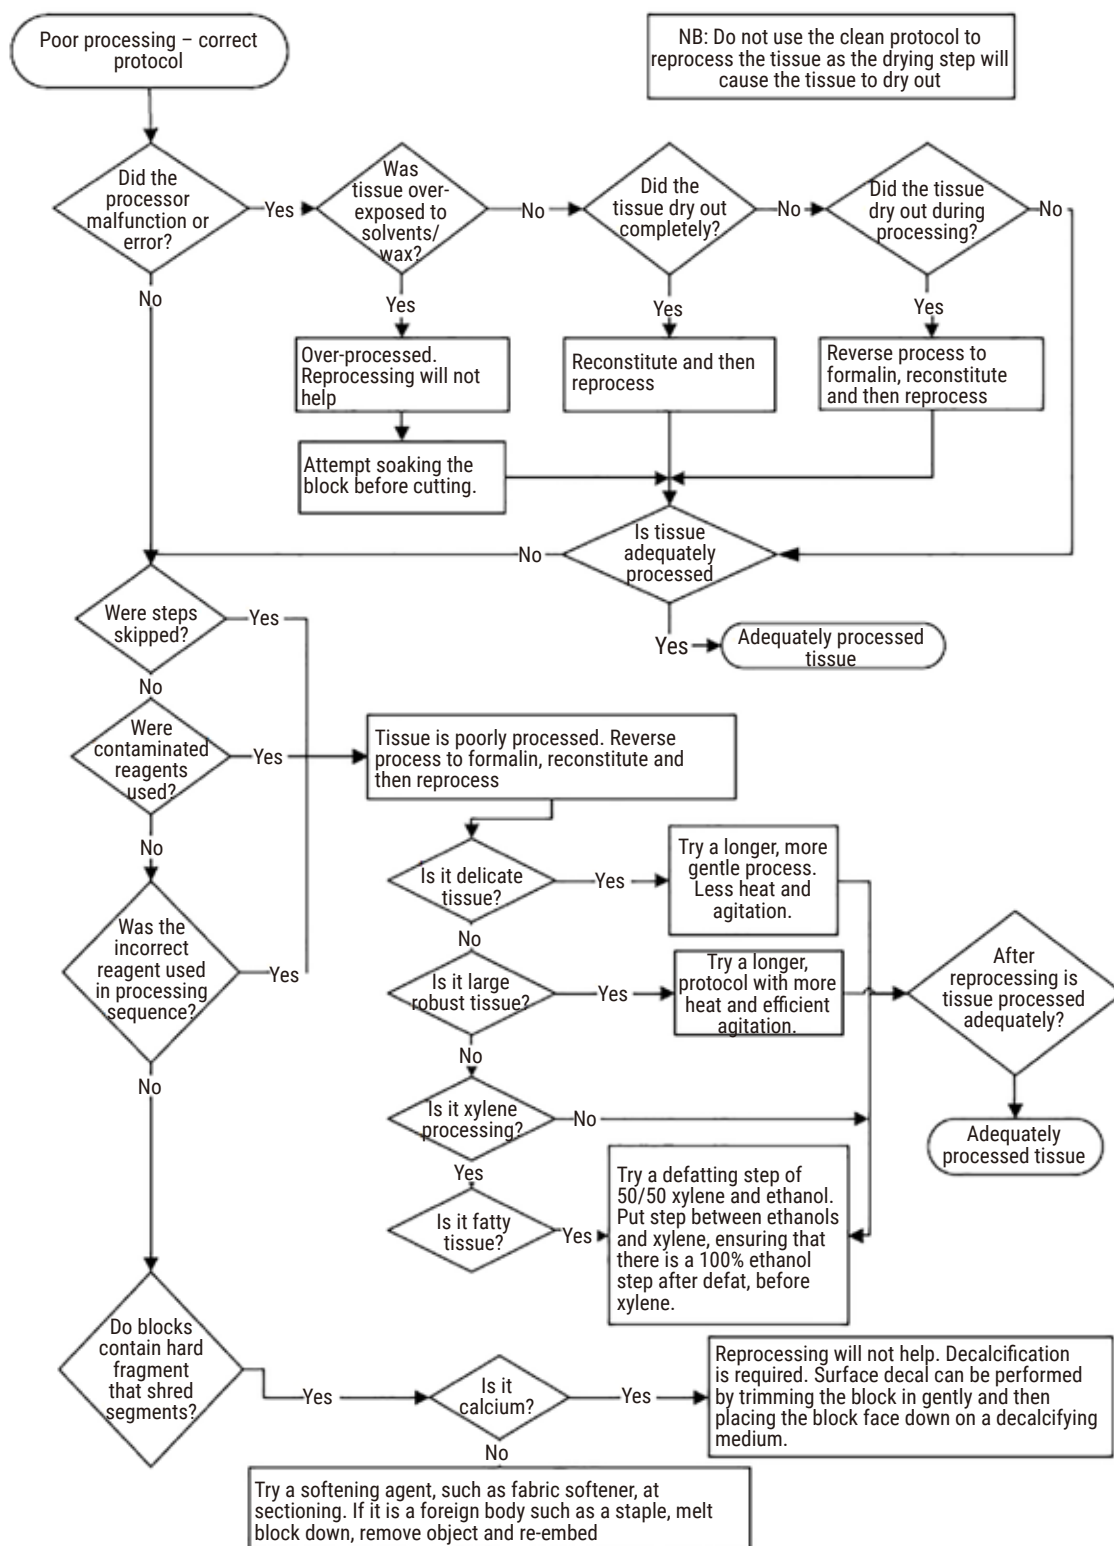 Poor processing – correct
protocol
NB: Do not use the clean protocol to
reprocess the tissue as the drying step will
cause the tissue to dry out
Did the
processor
malfunction or
error?
Yes
Was
tissue over-
exposed to
solvents/
wax?
No
Did the
tissue dry out
completely?
No
Did the tissue
dry out during
processing?
No
No
Yes
Yes
Yes
Over-processed.
Reprocessing will not
help
Reconstitute and then
reprocess
Reverse process to
formalin, reconstitute
and then reprocess
Attempt soaking the
block before cutting.
Is tissue
adequately
processed
No
Yes
Adequately processed
tissue
Were steps
skipped?
Yes
No
Were
contaminated
reagents
used?
Yes
Tissue is poorly processed. Reverse
process to formalin, reconstitute and
then reprocess
No
Was the
incorrect
reagent used
in processing
sequence?
Yes
No
Is it delicate
tissue?
Yes
Try a longer, more
gentle process.
Less heat and
agitation.
No
Is it large
robust tissue?
Yes
Try a longer,
protocol with more
heat and efficient
agitation.
After
reprocessing is
tissue processed
adequately?
No
Is it xylene
processing?
No
Adequately
processed tissue
Yes
Is it fatty
tissue?
Yes
Try a defatting step of
50/50 xylene and ethanol.
Put step between ethanols
and xylene, ensuring that
there is a 100% ethanol
step after defat, before
xylene.
Do blocks
contain hard
fragment
that shred
segments?
Yes
Is it
calcium?
Yes
Reprocessing will not help. Decalcification
is required. Surface decal can be performed
by trimming the block in gently and then
placing the block face down on a decalcifying
medium.
No
Try a softening agent, such as fabric softener, at
sectioning. If it is a foreign body such as a staple, melt
block down, remove object and re-embed